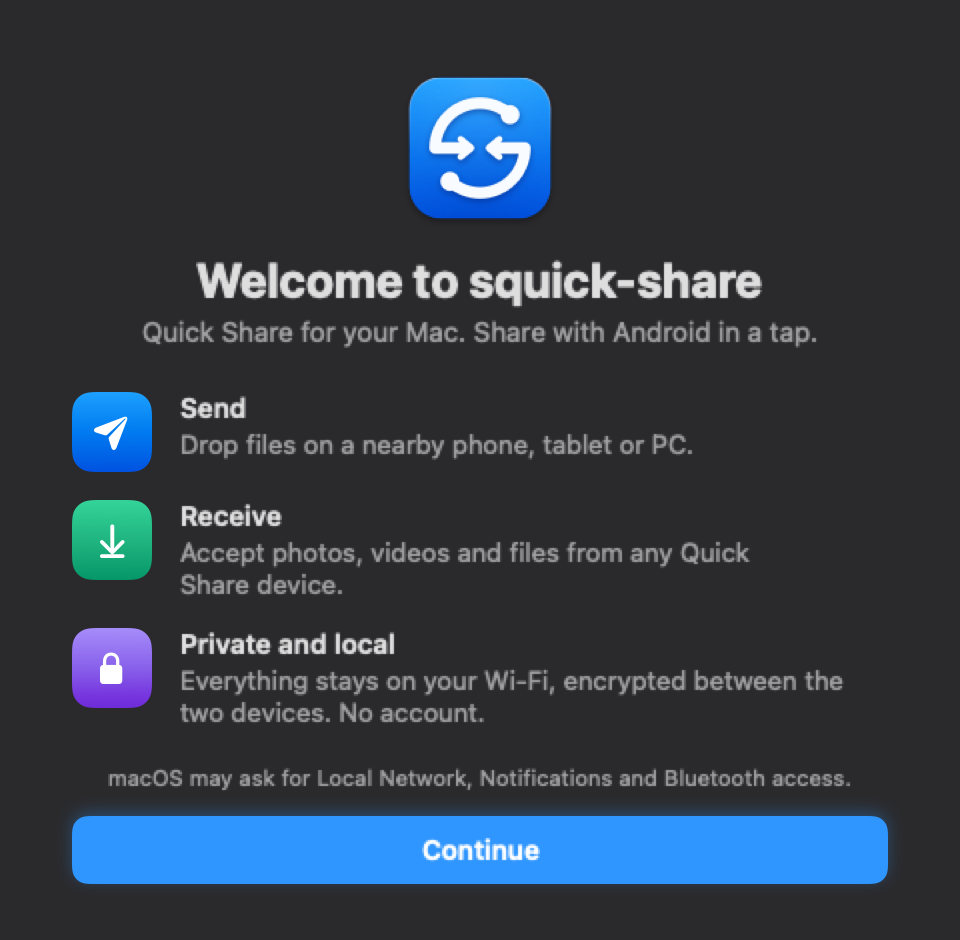 Welcome to squick-share
Quick Share for your Mac. Share with Android in a tap.
Send
Drop files on a nearby phone, tablet or PC.
Receive
Accept photos, videos and files from any Quick
Share device.
Private and local
Everything stays on your Wi-Fi, encrypted between the
two devices. No account.
macOS may ask for Local Network, Notifications and Bluetooth access.
Continue